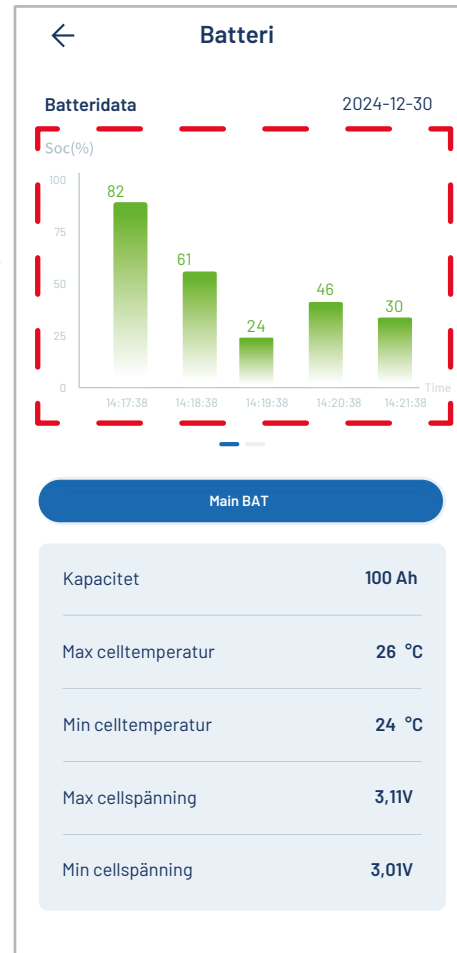 Batteri
Batteridata 2024-12-30
Soc(%)
100
82
75
61
50
46
30
24
25
0
Time
14:17:38 14:18:38 14:19:38 14:20:38 14:21:38
Main BAT
Kapacitet 100 Ah
Max celltemperatur 26 °C
Min celltemperatur 24 °C
Max cellspänning 3,11V
Min cellspänning 3,01V